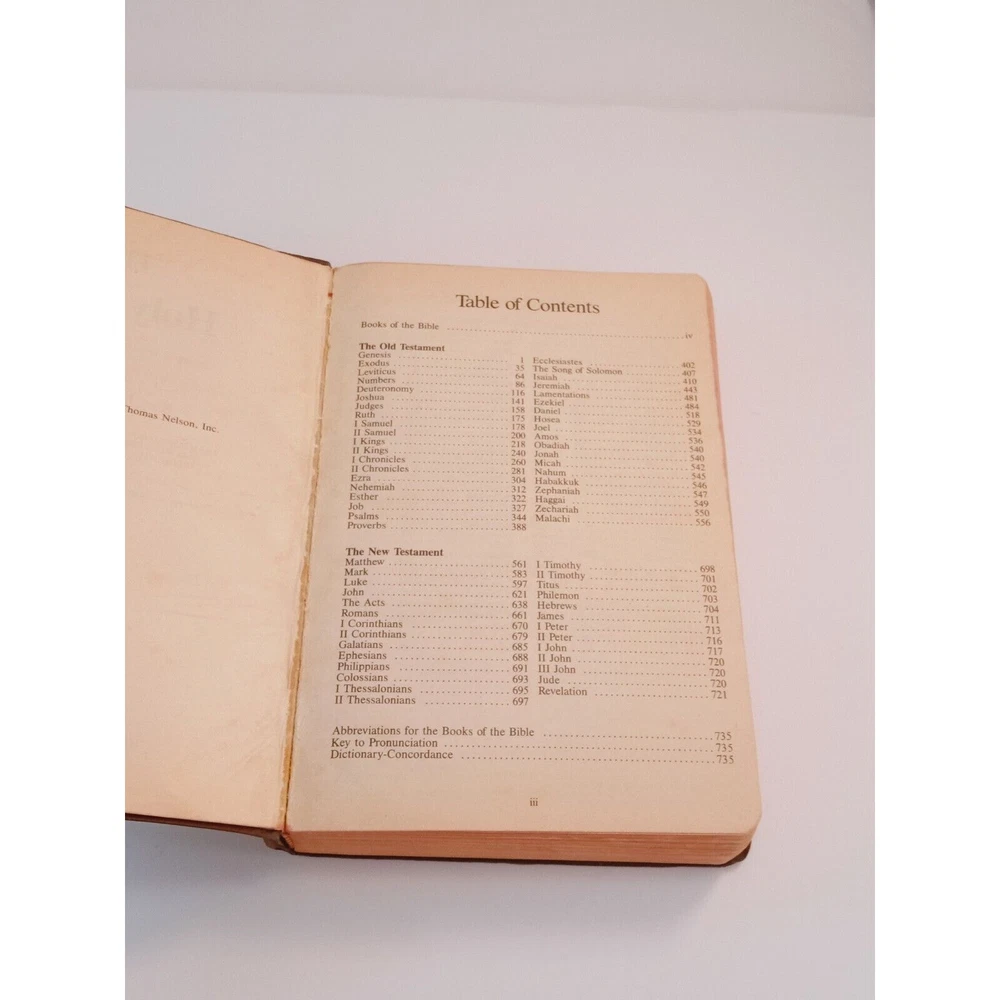 Thomas Nelson, Inc.
Table of Contents
Books of the Bible ... iv
The Old Testament
Genesis ... 1
Exodus ... 35
Leviticus ... 64
Numbers ... 86
Deuteronomy ... 116
Joshua ... 141
Judges ... 158
Ruth ... 175
I Samuel ... 178
II Samuel ... 200
I Kings ... 218
II Kings ... 240
I Chronicles ... 260
II Chronicles ... 281
Ezra ... 304
Nehemiah ... 312
Esther ... 322
Job ... 327
Psalms ... 344
Proverbs ... 388
Ecclesiastes ... 402
The Song of Solomon ... 407
Isaiah ... 410
Jeremiah ... 443
Lamentations ... 481
Ezekiel ... 484
Daniel ... 518
Hosea ... 529
Joel ... 534
Amos ... 536
Obadiah ... 540
Jonah ... 540
Micah ... 542
Nahum ... 545
Habakkuk ... 546
Zephaniah ... 547
Haggai ... 549
Zechariah ... 550
Malachi ... 556
The New Testament
Matthew ... 561
Mark ... 583
Luke ... 597
John ... 621
The Acts ... 638
Romans ... 661
I Corinthians ... 670
II Corinthians ... 679
Galatians ... 685
Ephesians ... 688
Philippians ... 691
Colossians ... 693
I Thessalonians ... 695
II Thessalonians ... 697
I Timothy ... 698
II Timothy ... 701
Titus ... 702
Philemon ... 703
Hebrews ... 704
James ... 711
I Peter ... 713
II Peter ... 716
I John ... 717
II John ... 720
III John ... 720
Jude ... 720
Revelation ... 721
Abbreviations for the Books of the Bible ... 735
Key to Pronunciation ... 735
Dictionary-Concordance ... 735
iii